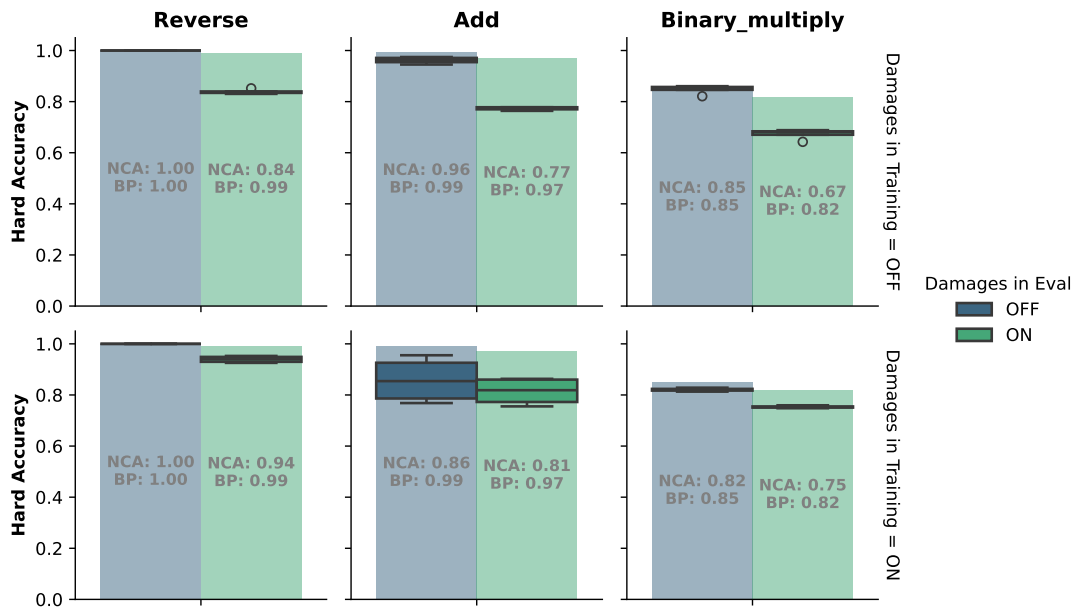 Reverse
Add
Binary_multiply
Hard Accuracy
1.0
0.8
0.6
0.4
0.2
0.0
NCA: 1.00
BP: 1.00
NCA: 0.84
BP: 0.99
NCA: 0.96
BP: 0.99
NCA: 0.77
BP: 0.97
NCA: 0.85
BP: 0.85
NCA: 0.67
BP: 0.82
Damages in Training = OFF
Damages in Eval
OFF
ON
Hard Accuracy
1.0
0.8
0.6
0.4
0.2
0.0
NCA: 1.00
BP: 1.00
NCA: 0.94
BP: 0.99
NCA: 0.86
BP: 0.99
NCA: 0.81
BP: 0.97
NCA: 0.82
BP: 0.85
NCA: 0.75
BP: 0.82
Damages in Training = ON